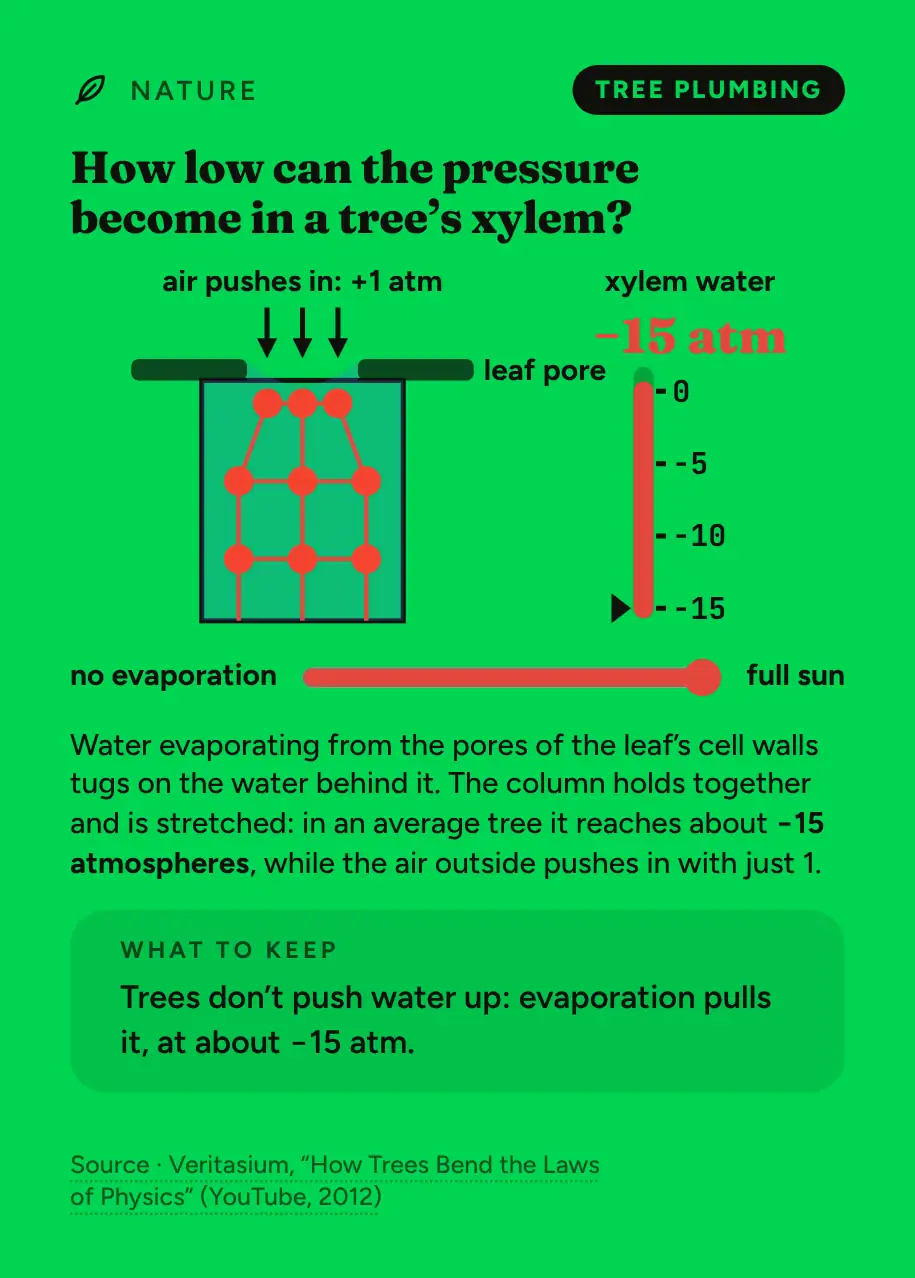 NATURE
TREE PLUMBING
How low can the pressure
become in a tree’s xylem?
air pushes in: +1 atm
xylem water
−15 atm
leaf pore
0
-5
-10
-15
no evaporation
full sun
Water evaporating from the pores of the leaf’s cell walls
tugs on the water behind it. The column holds together
and is stretched: in an average tree it reaches about −15
atmospheres, while the air outside pushes in with just 1.
WHAT TO KEEP
Trees don’t push water up: evaporation pulls
it, at about −15 atm.
Source · Veritasium, “How Trees Bend the Laws
of Physics” (YouTube, 2012)